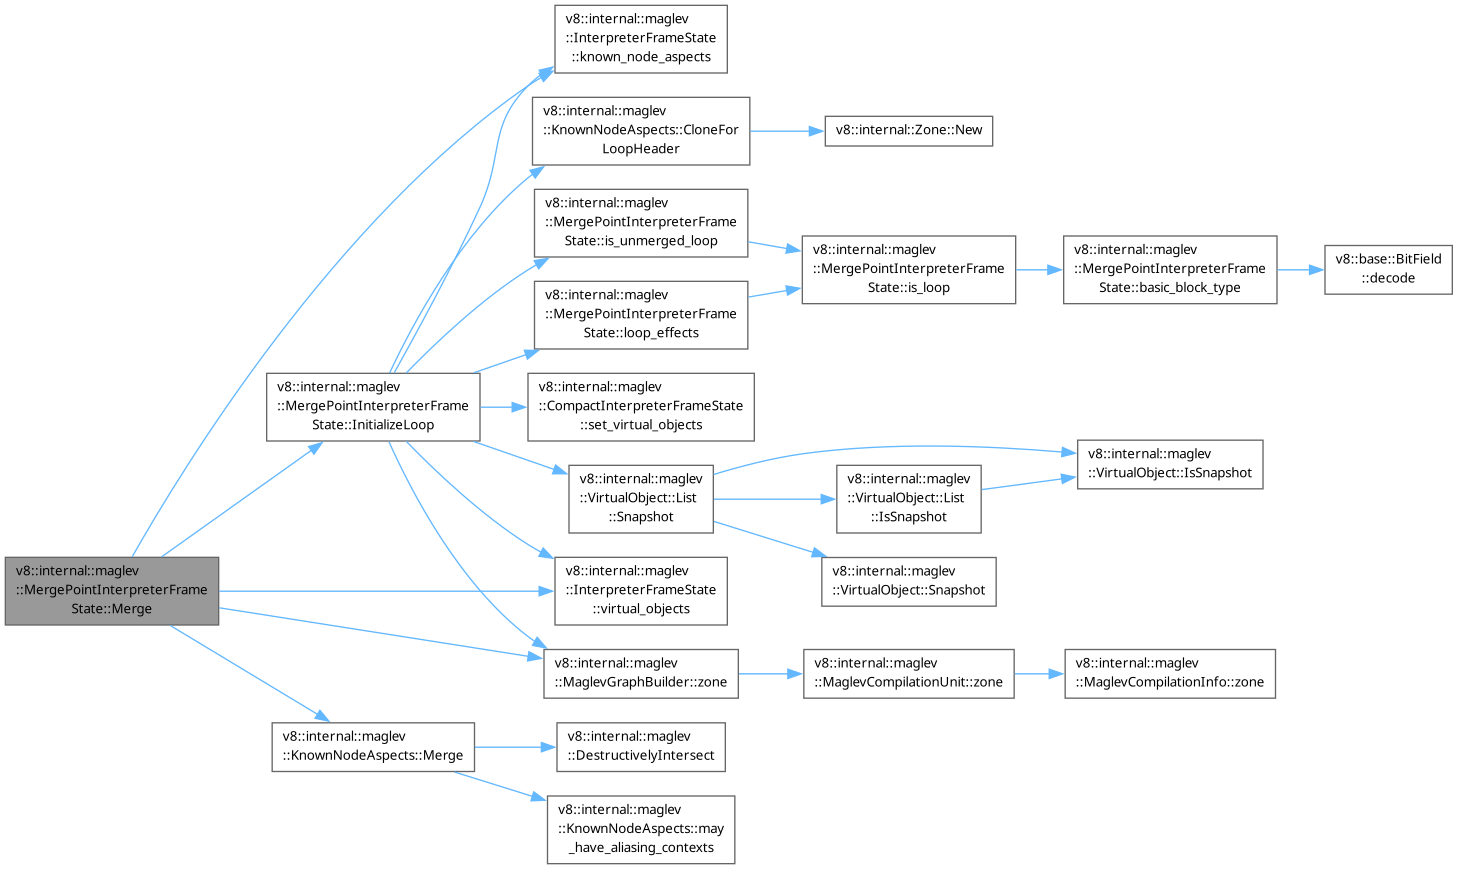 v8::internal::maglev
::InterpreterFrameState
::known_node_aspects
v8::internal::maglev
::KnownNodeAspects::CloneFor
LoopHeader
v8::internal::Zone::New
v8::internal::maglev
::MergePointInterpreterFrame
State::is_unmerged_loop
v8::internal::maglev
::MergePointInterpreterFrame
State::is_loop
v8::internal::maglev
::MergePointInterpreterFrame
State::basic_block_type
v8::base::BitField
::decode
v8::internal::maglev
::MergePointInterpreterFrame
State::loop_effects
v8::internal::maglev
::MergePointInterpreterFrame
State::InitializeLoop
v8::internal::maglev
::CompactInterpreterFrameState
::set_virtual_objects
v8::internal::maglev
::VirtualObject::List
::Snapshot
v8::internal::maglev
::VirtualObject::List
::IsSnapshot
v8::internal::maglev
::VirtualObject::IsSnapshot
v8::internal::maglev
::VirtualObject::Snapshot
v8::internal::maglev
::MergePointInterpreterFrame
State::Merge
v8::internal::maglev
::InterpreterFrameState
::virtual_objects
v8::internal::maglev
::MaglevGraphBuilder::zone
v8::internal::maglev
::MaglevCompilationUnit::zone
v8::internal::maglev
::MaglevCompilationInfo::zone
v8::internal::maglev
::KnownNodeAspects::Merge
v8::internal::maglev
::DestructivelyIntersect
v8::internal::maglev
::KnownNodeAspects::may
_have_aliasing_contexts